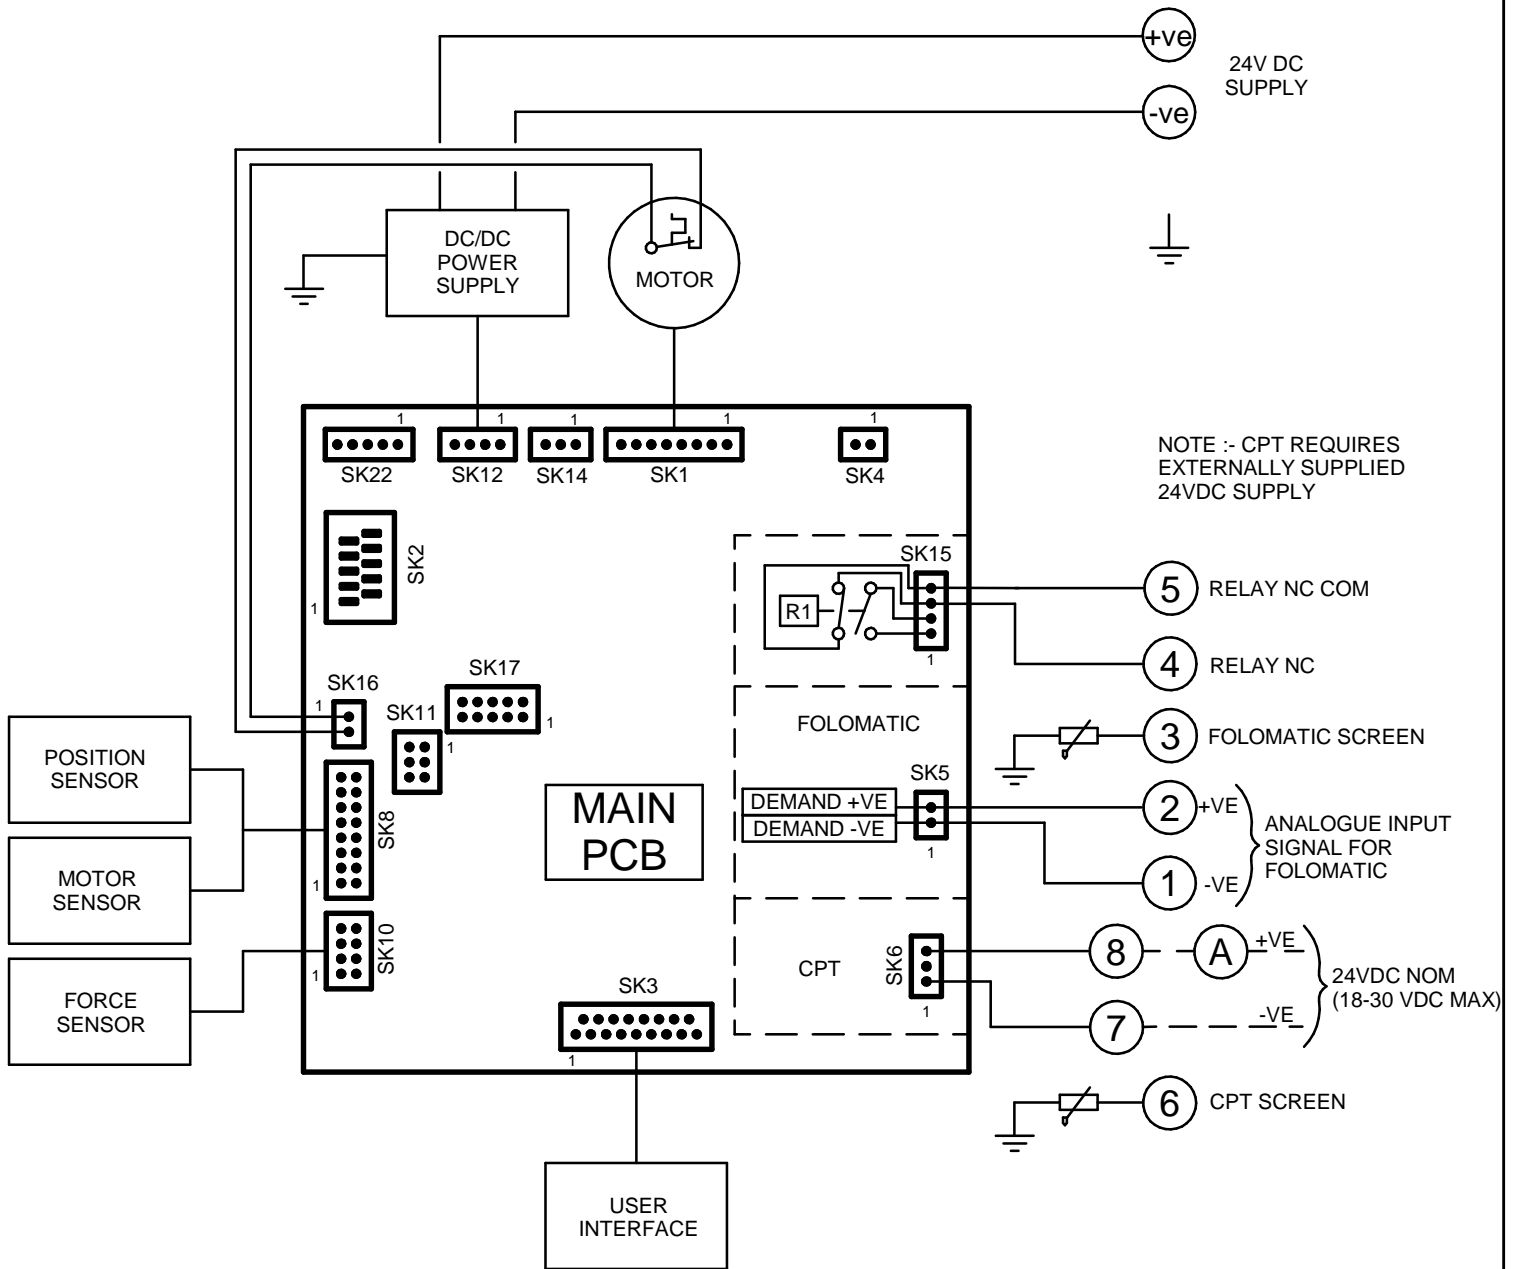 +ve
24V DC
SUPPLY
-ve
DC/DC
POWER
SUPPLY
MOTOR
1
1
1
1
1
SK22
SK12
SK14
SK1
SK4
NOTE :- CPT REQUIRES
EXTERNALLY SUPPLIED
24VDC SUPPLY
SK2
1
SK15
R1
1
5
RELAY NC COM
4
RELAY NC
SK17
1
SK16
1
SK11
1
FOLOMATIC
3
FOLOMATIC SCREEN
POSITION
SENSOR
MOTOR
SENSOR
FORCE
SENSOR
SK8
1
SK10
1
MAIN
PCB
SK5
DEMAND +VE
DEMAND -VE
1
2
+VE
1
-VE
ANALOGUE INPUT
SIGNAL FOR
FOLOMATIC
CPT
SK6
1
8
A
+VE
7
-VE
24VDC NOM
(18-30 VDC MAX)
SK3
1
6
CPT SCREEN
USER
INTERFACE